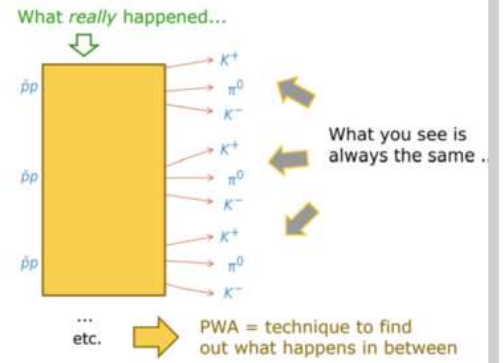 What really happened...
p̄p
K⁺
π⁰
K⁻
p̄p
K⁺
π⁰
K⁻
What you see is
always the same ..
p̄p
K⁺
π⁰
K⁻
...
etc.
PWA = technique to find
out what happens in between